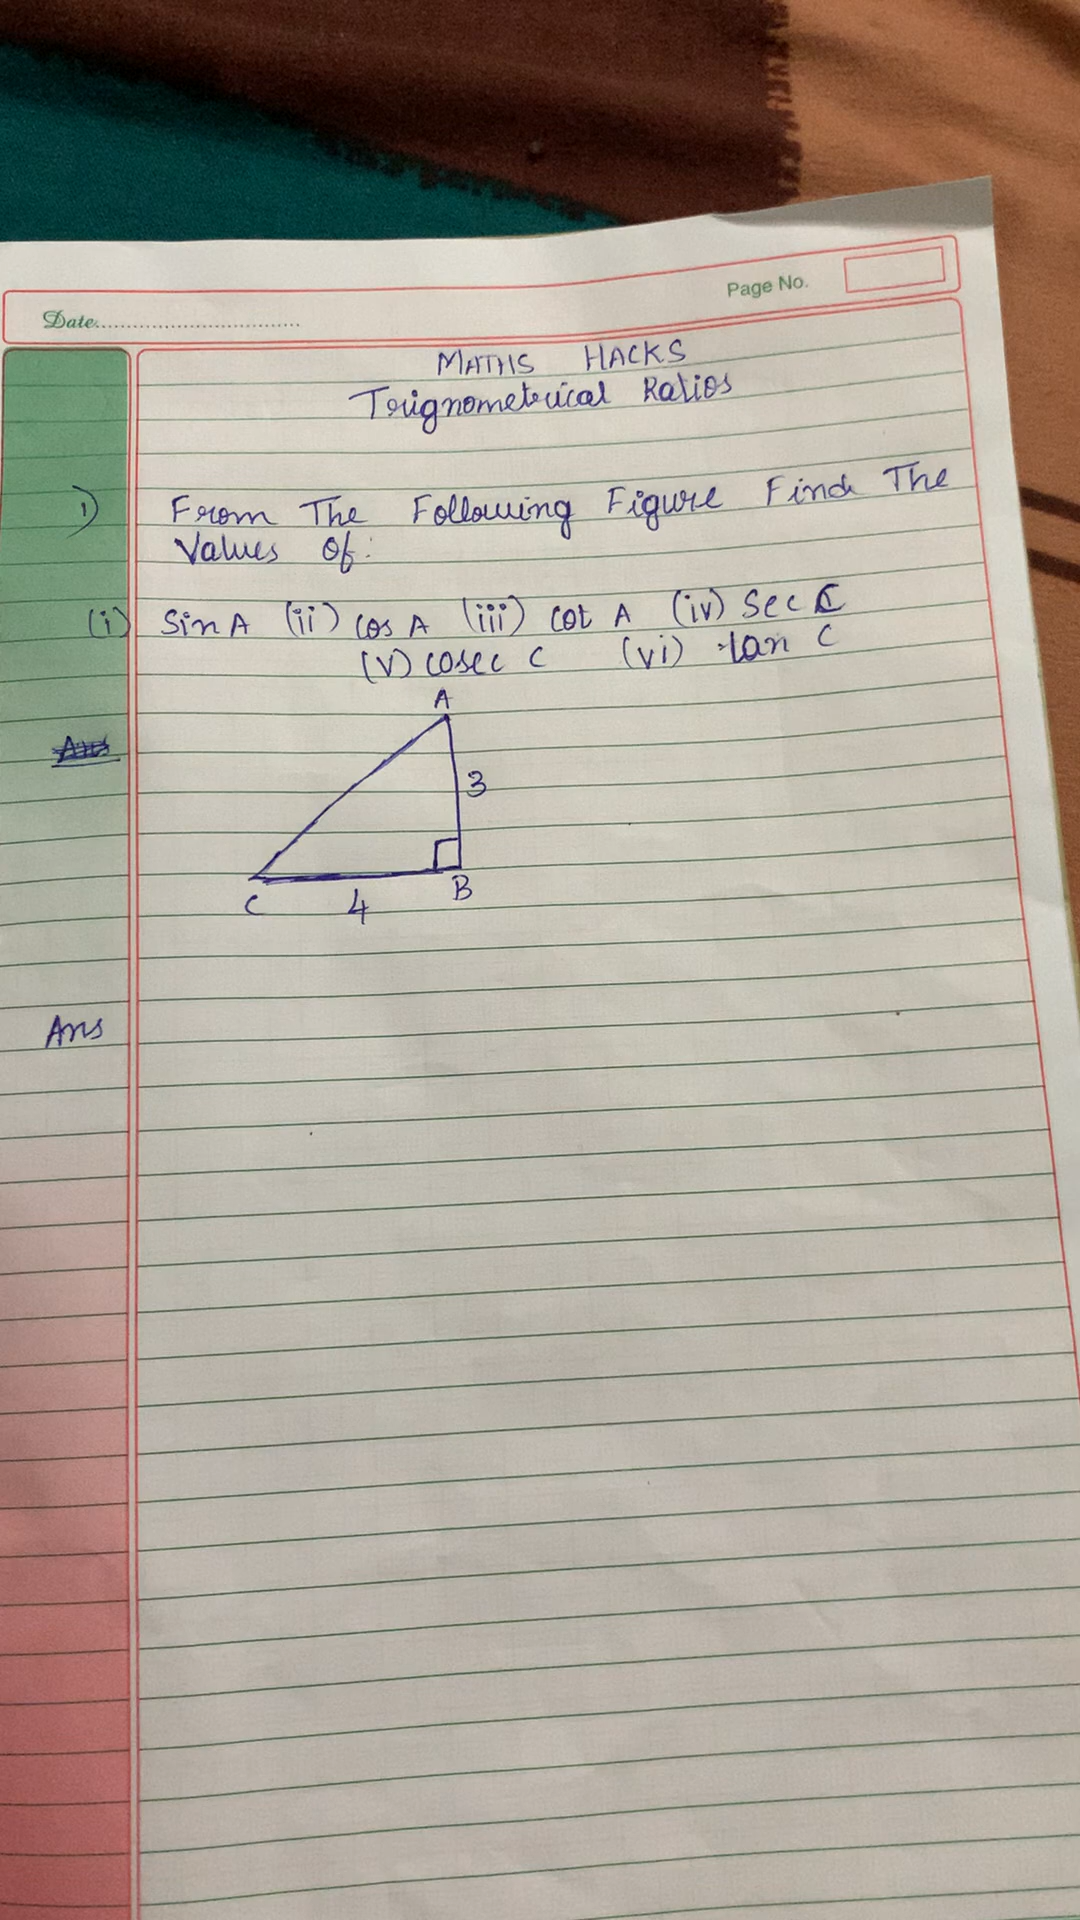 Page No.
Date
MATHS HACKS
Trignometrical Ratios
1) From The Following Figure Find The
Values Of:
(i) Sin A (ii) Cos A (iii) Cot A (iv) Sec C
(V) Cosec C (vi) tan C
A
Ans
3
C 4 B
Ans